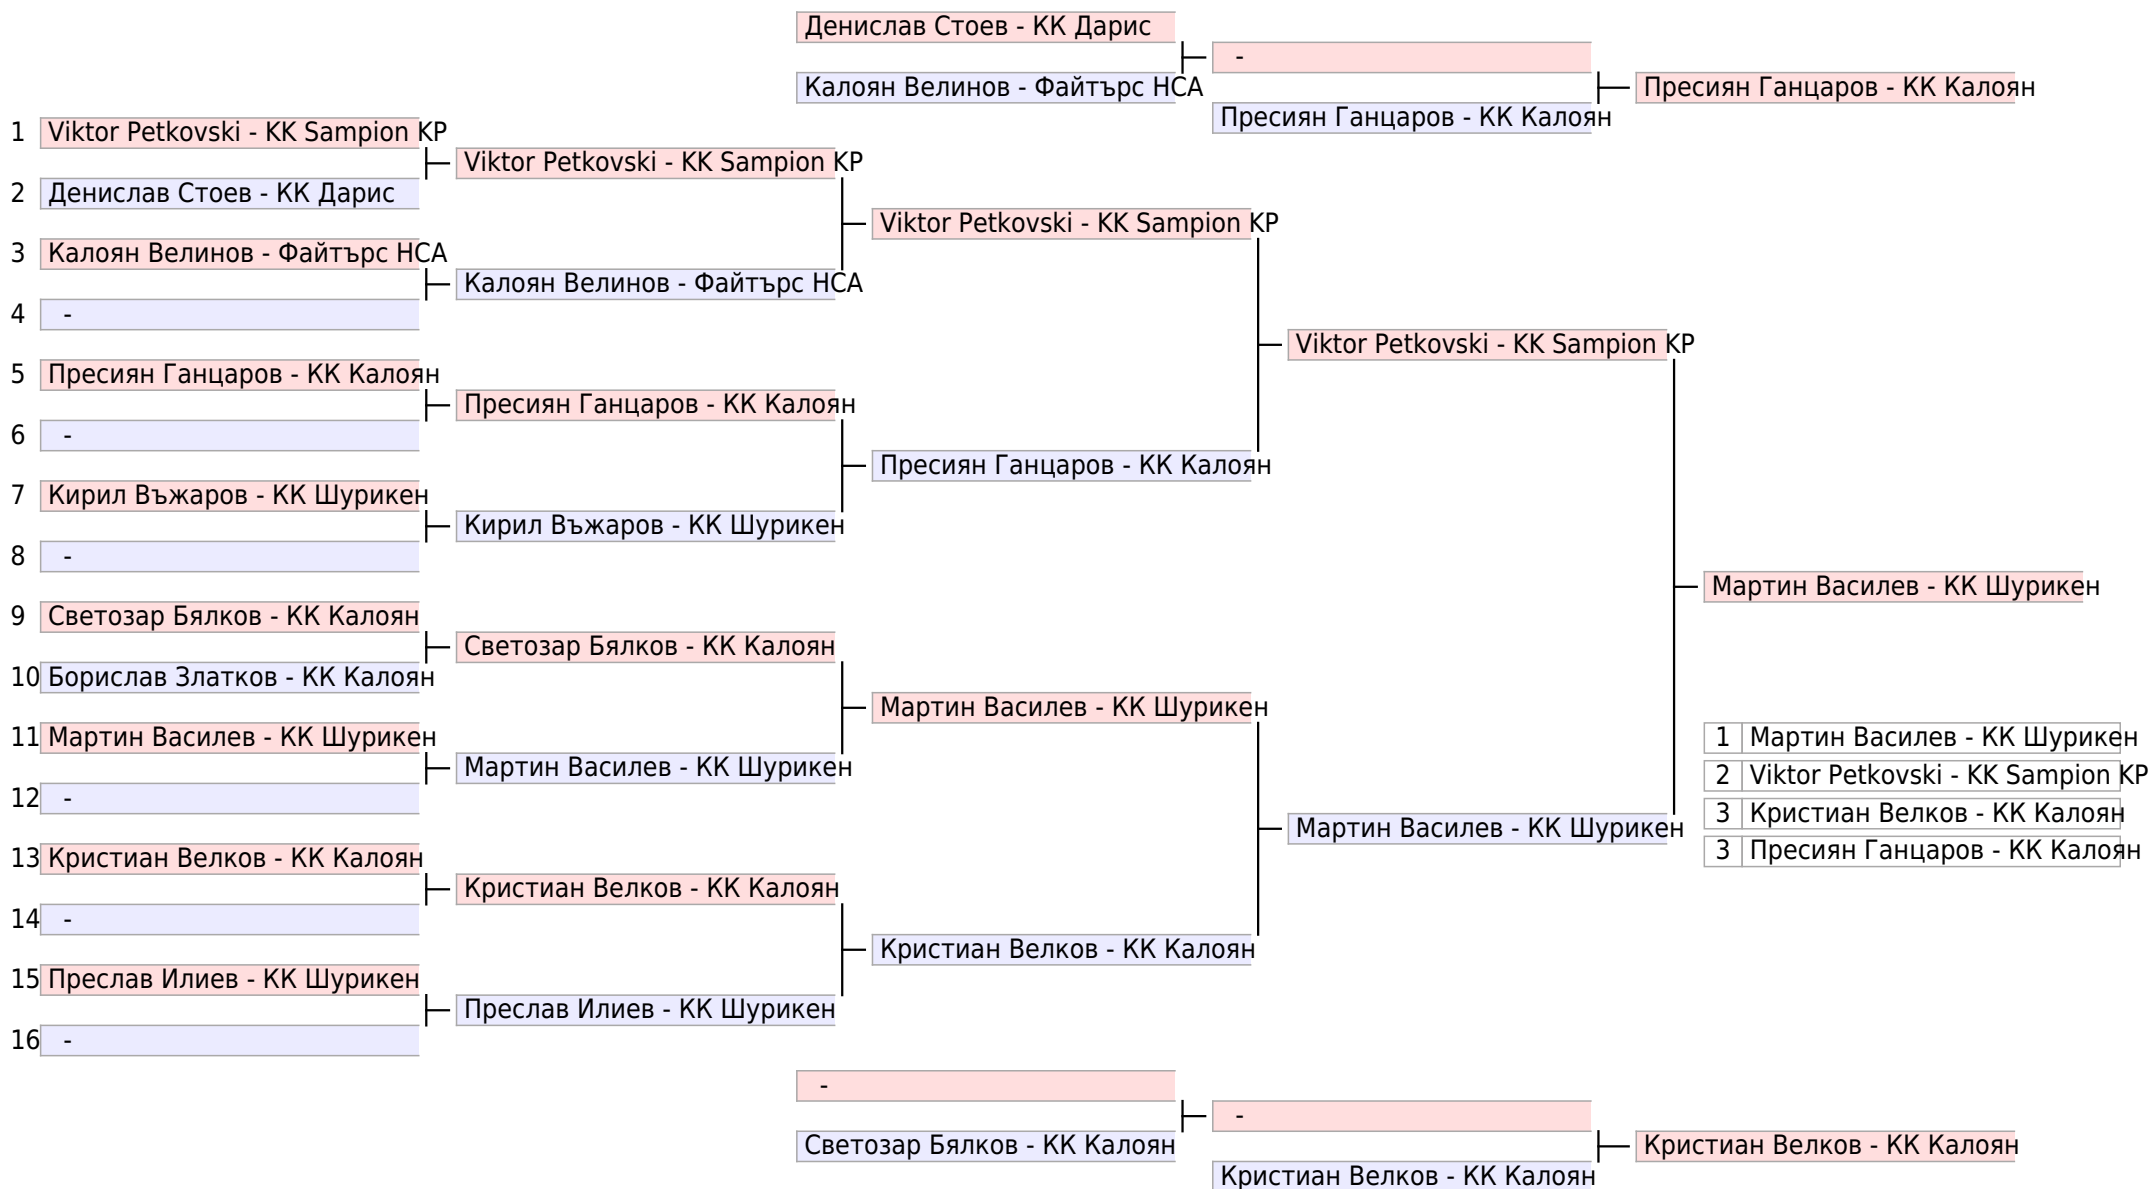 Денислав Стоев - КК Дарис
-
Калоян Велинов - Файтърс НСА
Пресиян Ганцаров - КК Калоян
Пресиян Ганцаров - КК Калоян
1 Viktor Petkovski - KK Sampion KP
Viktor Petkovski - KK Sampion KP
2 Денислав Стоев - КК Дарис
Viktor Petkovski - KK Sampion KP
3 Калоян Велинов - Файтърс НСА
Калоян Велинов - Файтърс НСА
4 -
Viktor Petkovski - KK Sampion KP
5 Пресиян Ганцаров - КК Калоян
Пресиян Ганцаров - КК Калоян
6 -
Пресиян Ганцаров - КК Калоян
7 Кирил Въжаров - КК Шурикен
Кирил Въжаров - КК Шурикен
8 -
Мартин Василев - КК Шурикен
9 Светозар Бялков - КК Калоян
Светозар Бялков - КК Калоян
10 Борислав Златков - КК Калоян
Мартин Василев - КК Шурикен
11 Мартин Василев - КК Шурикен
Мартин Василев - КК Шурикен
12 -
Мартин Василев - КК Шурикен
1 Мартин Василев - КК Шурикен
2 Viktor Petkovski - KK Sampion KP
3 Кристиан Велков - КК Калоян
3 Пресиян Ганцаров - КК Калоян
13 Кристиан Велков - КК Калоян
Кристиан Велков - КК Калоян
14 -
Кристиан Велков - КК Калоян
15 Преслав Илиев - КК Шурикен
Преслав Илиев - КК Шурикен
16 -
-
-
Светозар Бялков - КК Калоян
Кристиан Велков - КК Калоян
Кристиан Велков - КК Калоян